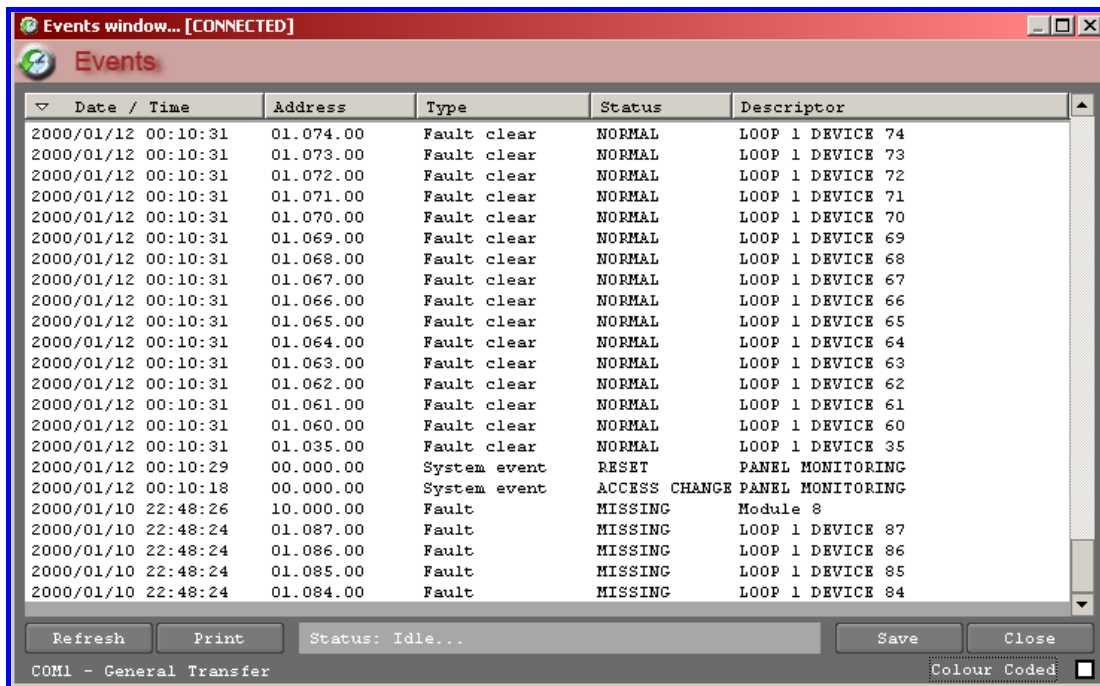 Events window... [CONNECTED]
Events
Date / Time Address Type Status Descriptor
2000/01/12 00:10:31 01.074.00 Fault clear NORMAL LOOP 1 DEVICE 74
2000/01/12 00:10:31 01.073.00 Fault clear NORMAL LOOP 1 DEVICE 73
2000/01/12 00:10:31 01.072.00 Fault clear NORMAL LOOP 1 DEVICE 72
2000/01/12 00:10:31 01.071.00 Fault clear NORMAL LOOP 1 DEVICE 71
2000/01/12 00:10:31 01.070.00 Fault clear NORMAL LOOP 1 DEVICE 70
2000/01/12 00:10:31 01.069.00 Fault clear NORMAL LOOP 1 DEVICE 69
2000/01/12 00:10:31 01.068.00 Fault clear NORMAL LOOP 1 DEVICE 68
2000/01/12 00:10:31 01.067.00 Fault clear NORMAL LOOP 1 DEVICE 67
2000/01/12 00:10:31 01.066.00 Fault clear NORMAL LOOP 1 DEVICE 66
2000/01/12 00:10:31 01.065.00 Fault clear NORMAL LOOP 1 DEVICE 65
2000/01/12 00:10:31 01.064.00 Fault clear NORMAL LOOP 1 DEVICE 64
2000/01/12 00:10:31 01.063.00 Fault clear NORMAL LOOP 1 DEVICE 63
2000/01/12 00:10:31 01.062.00 Fault clear NORMAL LOOP 1 DEVICE 62
2000/01/12 00:10:31 01.061.00 Fault clear NORMAL LOOP 1 DEVICE 61
2000/01/12 00:10:31 01.060.00 Fault clear NORMAL LOOP 1 DEVICE 60
2000/01/12 00:10:31 01.035.00 Fault clear NORMAL LOOP 1 DEVICE 35
2000/01/12 00:10:29 00.000.00 System event RESET PANEL MONITORING
2000/01/12 00:10:18 00.000.00 System event ACCESS CHANGE PANEL MONITORING
2000/01/10 22:48:26 10.000.00 Fault MISSING Module 8
2000/01/10 22:48:24 01.087.00 Fault MISSING LOOP 1 DEVICE 87
2000/01/10 22:48:24 01.086.00 Fault MISSING LOOP 1 DEVICE 86
2000/01/10 22:48:24 01.085.00 Fault MISSING LOOP 1 DEVICE 85
2000/01/10 22:48:24 01.084.00 Fault MISSING LOOP 1 DEVICE 84
Refresh Print Status: Idle... Save Close
COM1 - General Transfer Colour Coded